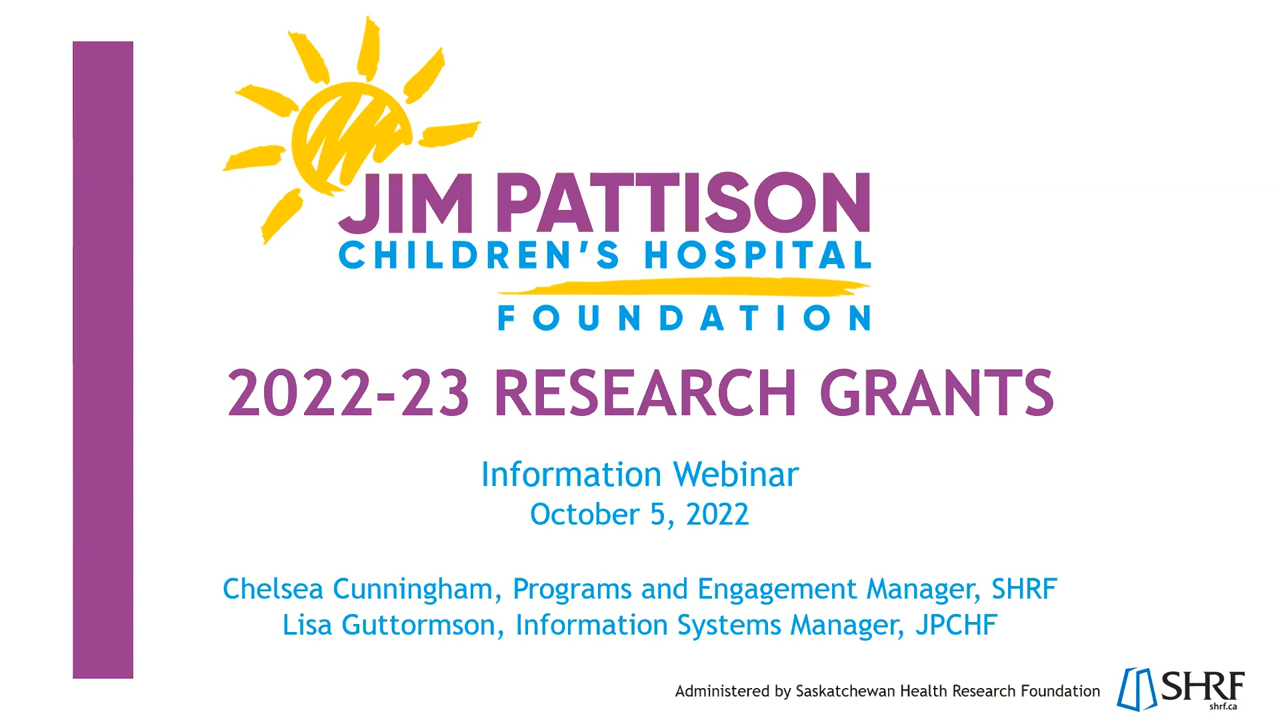 JIM PATTISON
CHILDREN'S HOSPITAL
FOUNDATION
2022-23 RESEARCH GRANTS
Information Webinar
October 5, 2022
Chelsea Cunningham, Programs and Engagement Manager, SHRF
Lisa Guttormson, Information Systems Manager, JPCHF
Administered by Saskatchewan Health Research Foundation
SHRF
shrf.ca